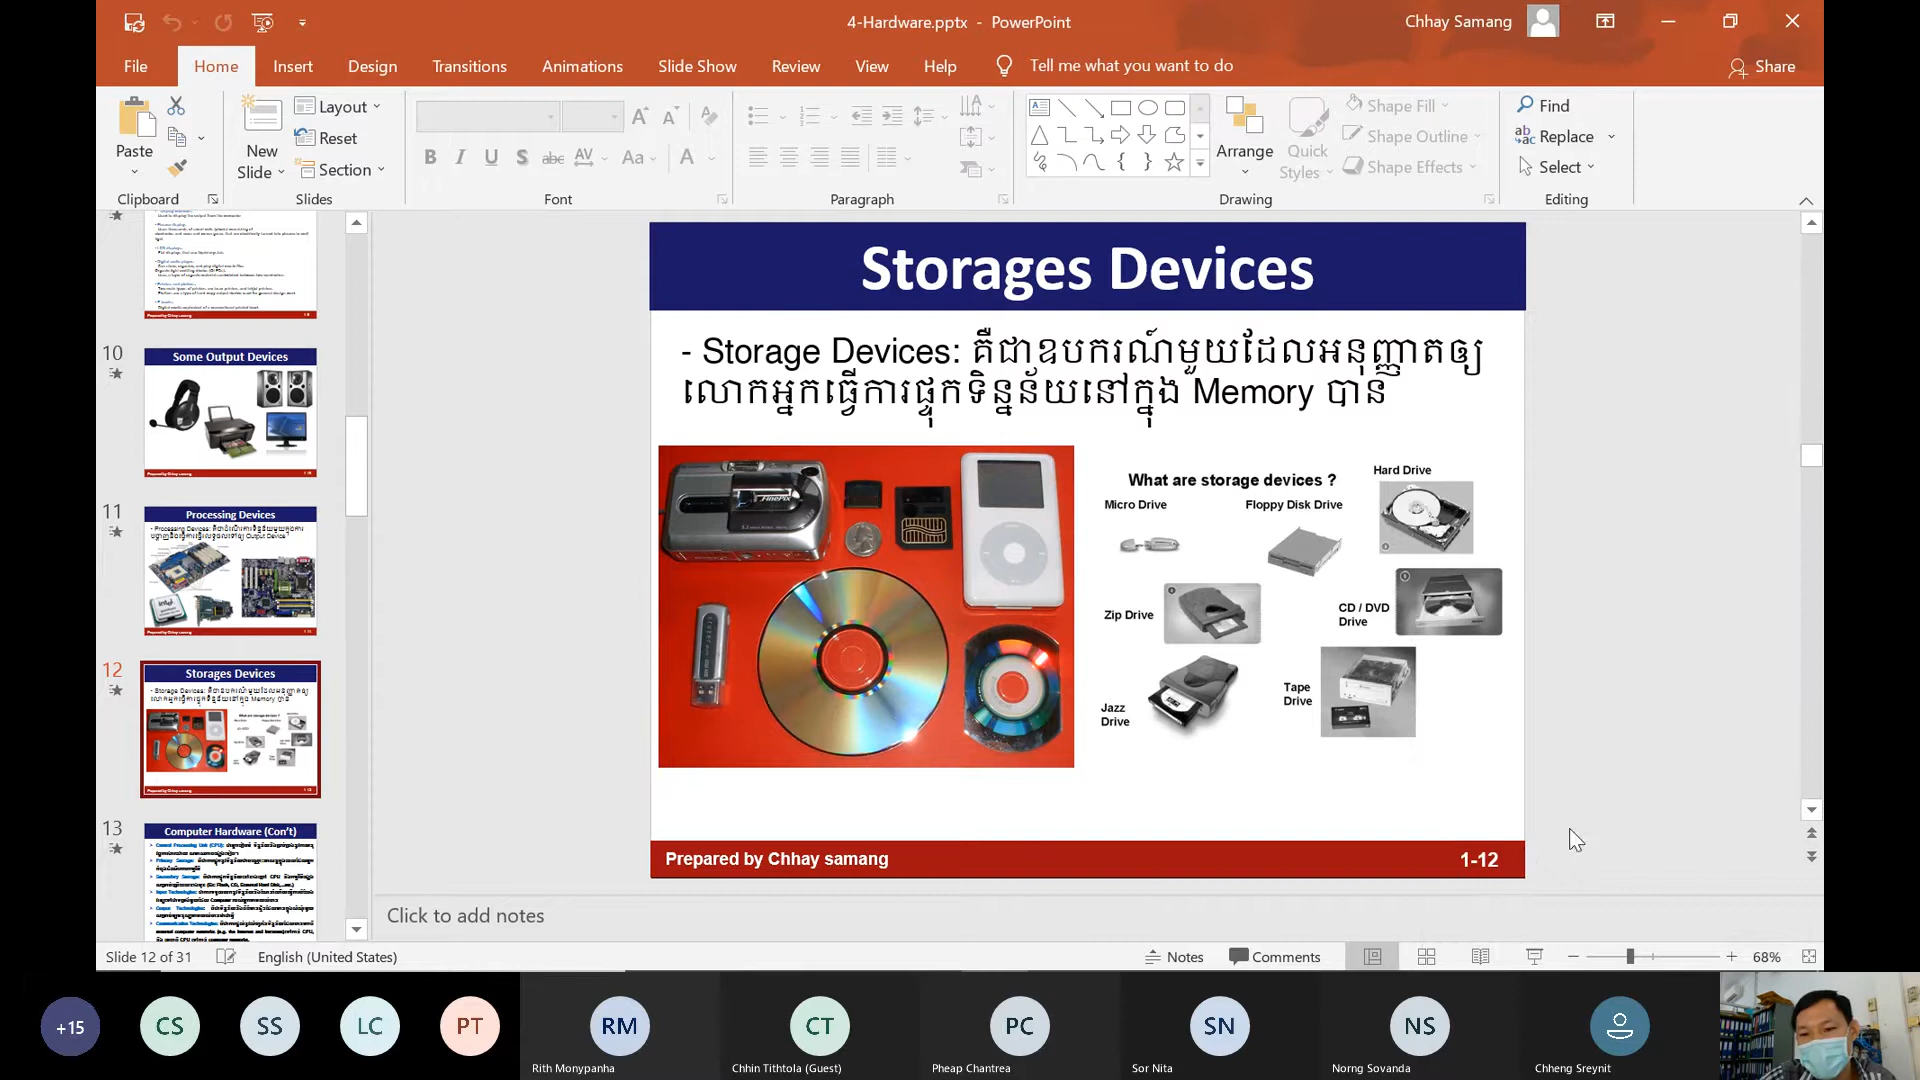 4-Hardware.pptx - PowerPoint
Chhay Samang
File Home Insert Design Transitions Animations Slide Show Review View Help Tell me what you want to do Share
Paste
Clipboard
New Slide
Layout
Reset
Section
Slides
Font
Paragraph
Arrange
Quick Styles
Shape Fill
Shape Outline
Shape Effects
Drawing
Find
Replace
Select
Editing
10
Some Output Devices
11
Processing Devices
12
Storages Devices
13
Computer Hardware (Con't)
Storages Devices
- Storage Devices: គឺជាឧបករណ៍មួយដែលអនុញ្ញាតឲ្យ
លោកអ្នកធ្វើការផ្ទុកទិន្នន័យនៅក្នុង Memory បាន
FinePix
What are storage devices ?
Hard Drive
Micro Drive
Floppy Disk Drive
Zip Drive
CD / DVD
Drive
Jazz
Drive
Tape
Drive
Prepared by Chhay samang
1-12
Click to add notes
Slide 12 of 31
English (United States)
Notes
Comments
68%
+15
CS
SS
LC
PT
RM
CT
PC
SN
NS
Rith Monypanha
Chhin Tithtola (Guest)
Pheap Chantrea
Sor Nita
Norng Sovanda
Chheng Sreynit